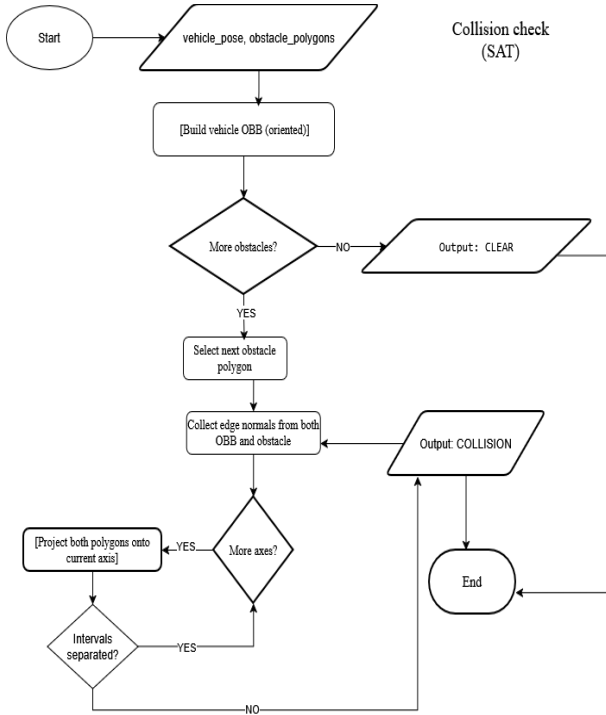 Start
vehicle_pose, obstacle_polygons
Collision check
(SAT)
[Build vehicle OBB (oriented)]
More obstacles?
NO
Output: CLEAR
YES
Select next obstacle
polygon
Collect edge normals from both
OBB and obstacle
Output: COLLISION
[Project both polygons onto
current axis]
YES
More axes?
End
Intervals
separated?
YES
NO